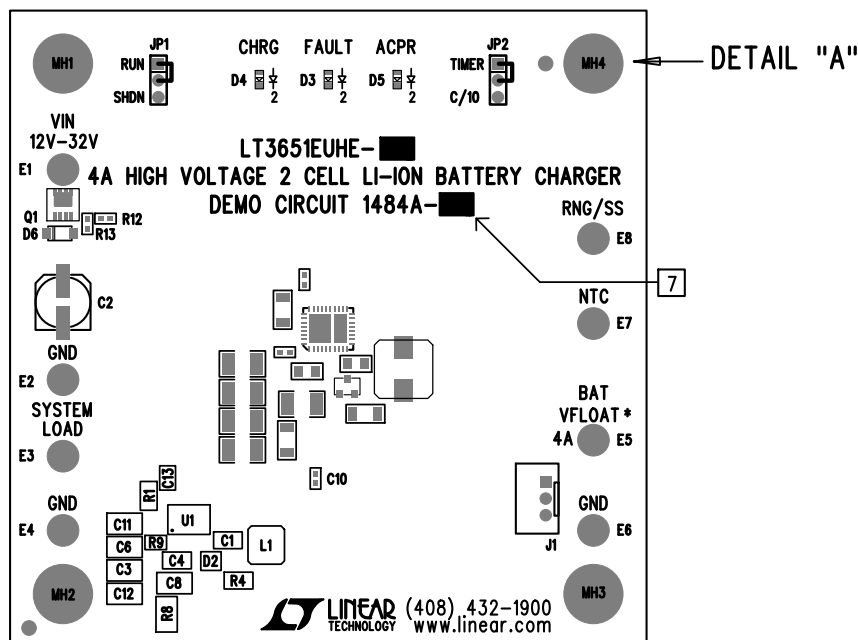 JP1
CHRG FAULT ACPR
JP2
MH1
RUN
SHDN
D4 2
D3 2
D5 2
TIMER
C/10
MH4
DETAIL "A"
VIN
12V-32V
E1
LT3651EUHE-
4A HIGH VOLTAGE 2 CELL LI-ION BATTERY CHARGER
DEMO CIRCUIT 1484A-
Q1
R12
D6
R13
RNG/SS
E8
7
C2
NTC
E7
GND
E2
SYSTEM
LOAD
E3
BAT
VFLOAT *
4A E5
C10
C13
R1
GND
E4
C11
U1
C6
R9
C1
L1
C3
C4
D2
C12
C8
R4
R8
J1
GND
E6
MH2
MH3
LINEAR (408) 432-1900
TECHNOLOGY www.linear.com